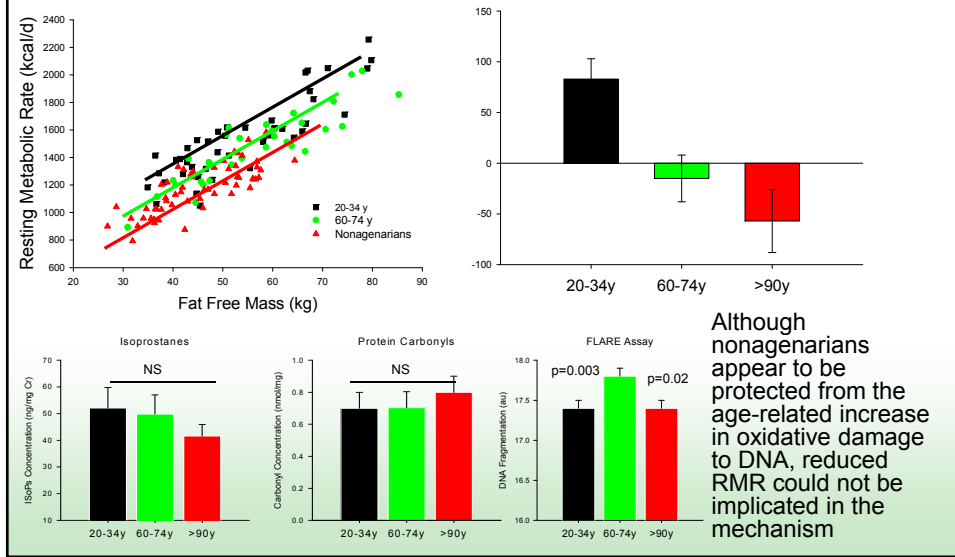 Resting Metabolic Rate (kcal/d)
2400
2200
2000
1800
1600
1400
1200
1000
800
600
20 30 40 50 60 70 80 90
Fat Free Mass (kg)
20-34 y
60-74 y
Nonagenarians
100
50
0
-50
-100
20-34y 60-74y >90y
Isoprostanes
NS
ISoPs Concentration (ng/mg Cr)
70
60
50
40
30
20
10
20-34y 60-74y >90y
Protein Carbonyls
NS
Carbonyl Concentration (nmol/mg)
1.0
0.8
0.6
0.4
0.2
0.0
20-34y 60-74y >90y
FLARE Assay
p=0.003 p=0.02
DNA Fragmentation (au)
18.0
17.5
17.0
16.5
16.0
20-34y 60-74y >90y
Although
nonagenarians
appear to be
protected from the
age-related increase
in oxidative damage
to DNA, reduced
RMR could not be
implicated in the
mechanism